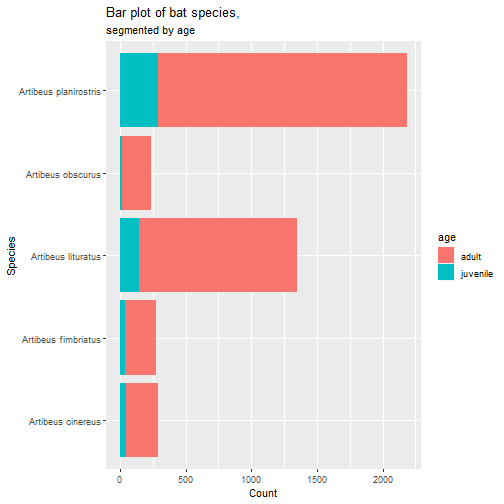 Bar plot of bat species,
segmented by age
Species
Artibeus planirostris
Artibeus obscurus
Artibeus lituratus
Artibeus fimbriatus
Artibeus cinereus
0 500 1000 1500 2000
Count
age
adult
juvenile